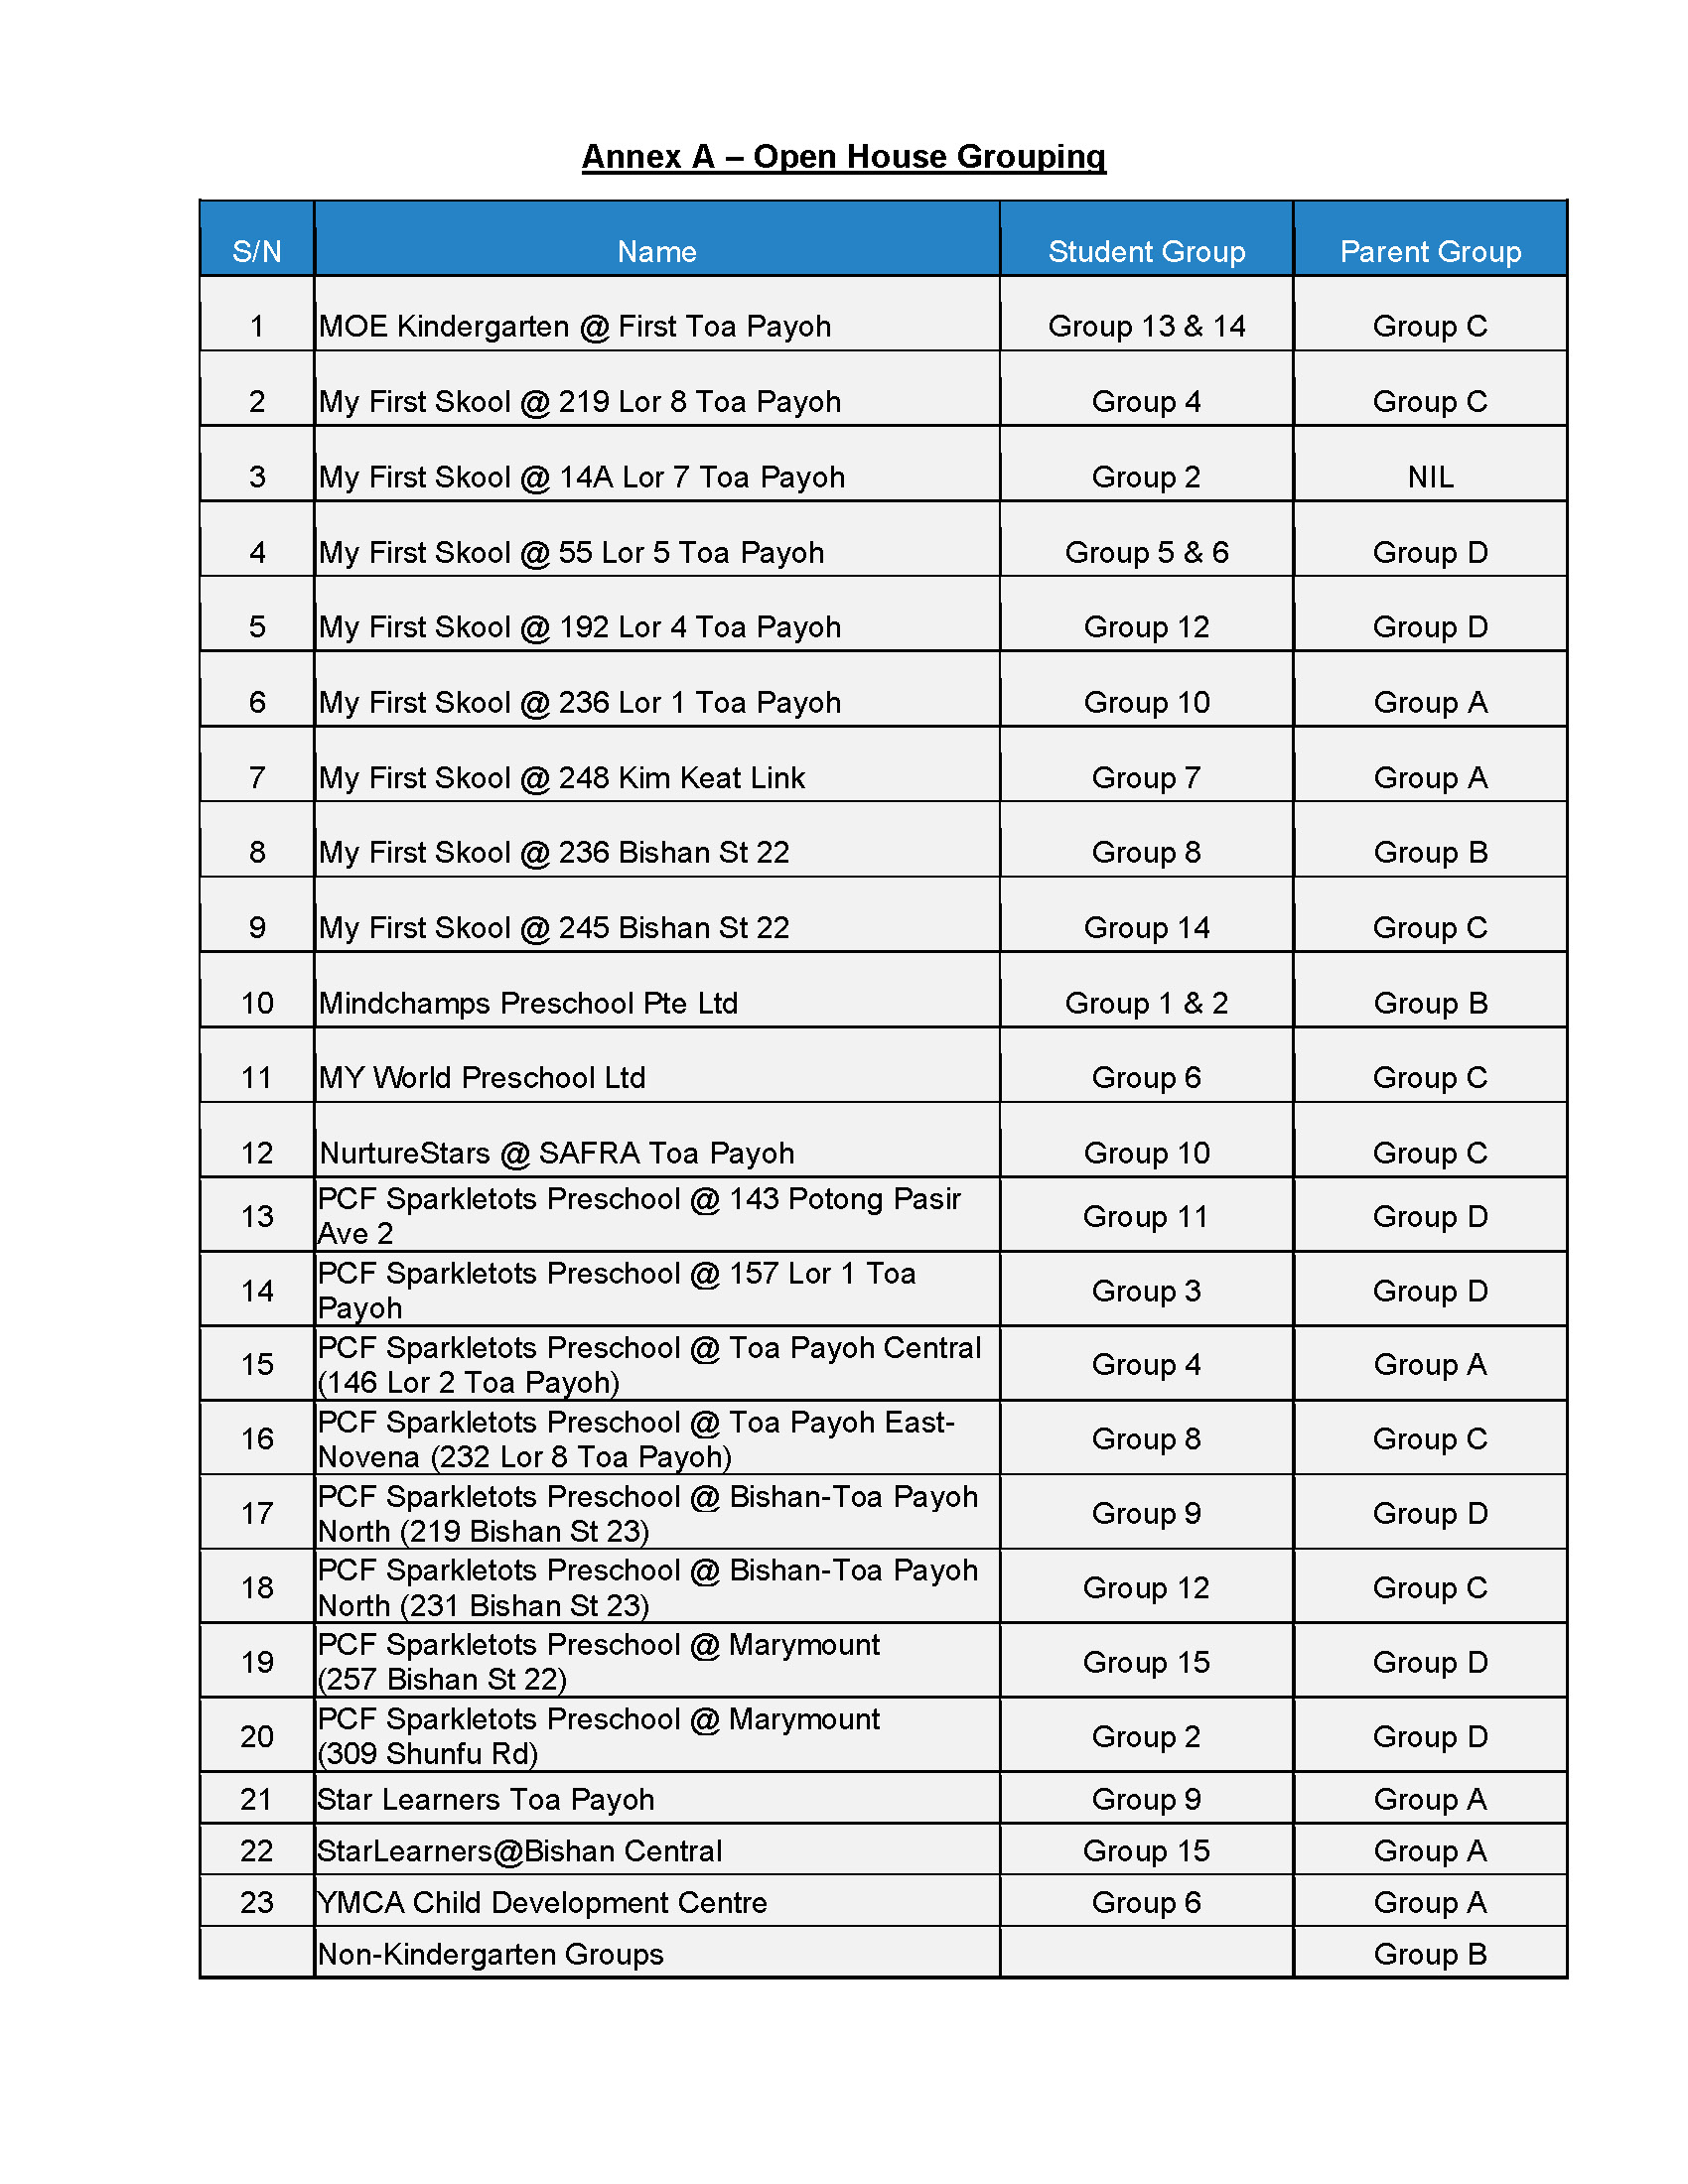 Annex A – Open House Grouping
S/N Name Student Group Parent Group
1 MOE Kindergarten @ First Toa Payoh Group 13 & 14 Group C
2 My First Skool @ 219 Lor 8 Toa Payoh Group 4 Group C
3 My First Skool @ 14A Lor 7 Toa Payoh Group 2 NIL
4 My First Skool @ 55 Lor 5 Toa Payoh Group 5 & 6 Group D
5 My First Skool @ 192 Lor 4 Toa Payoh Group 12 Group D
6 My First Skool @ 236 Lor 1 Toa Payoh Group 10 Group A
7 My First Skool @ 248 Kim Keat Link Group 7 Group A
8 My First Skool @ 236 Bishan St 22 Group 8 Group B
9 My First Skool @ 245 Bishan St 22 Group 14 Group C
10 Mindchamps Preschool Pte Ltd Group 1 & 2 Group B
11 MY World Preschool Ltd Group 6 Group C
12 NurtureStars @ SAFRA Toa Payoh Group 10 Group C
13 PCF Sparkletots Preschool @ 143 Potong Pasir
Ave 2 Group 11 Group D
14 PCF Sparkletots Preschool @ 157 Lor 1 Toa
Payoh Group 3 Group D
15 PCF Sparkletots Preschool @ Toa Payoh Central
(146 Lor 2 Toa Payoh) Group 4 Group A
16 PCF Sparkletots Preschool @ Toa Payoh East-
Novena (232 Lor 8 Toa Payoh) Group 8 Group C
17 PCF Sparkletots Preschool @ Bishan-Toa Payoh
North (219 Bishan St 23) Group 9 Group D
18 PCF Sparkletots Preschool @ Bishan-Toa Payoh
North (231 Bishan St 23) Group 12 Group C
19 PCF Sparkletots Preschool @ Marymount
(257 Bishan St 22) Group 15 Group D
20 PCF Sparkletots Preschool @ Marymount
(309 Shunfu Rd) Group 2 Group D
21 Star Learners Toa Payoh Group 9 Group A
22 StarLearners@Bishan Central Group 15 Group A
23 YMCA Child Development Centre Group 6 Group A
Non-Kindergarten Groups Group B